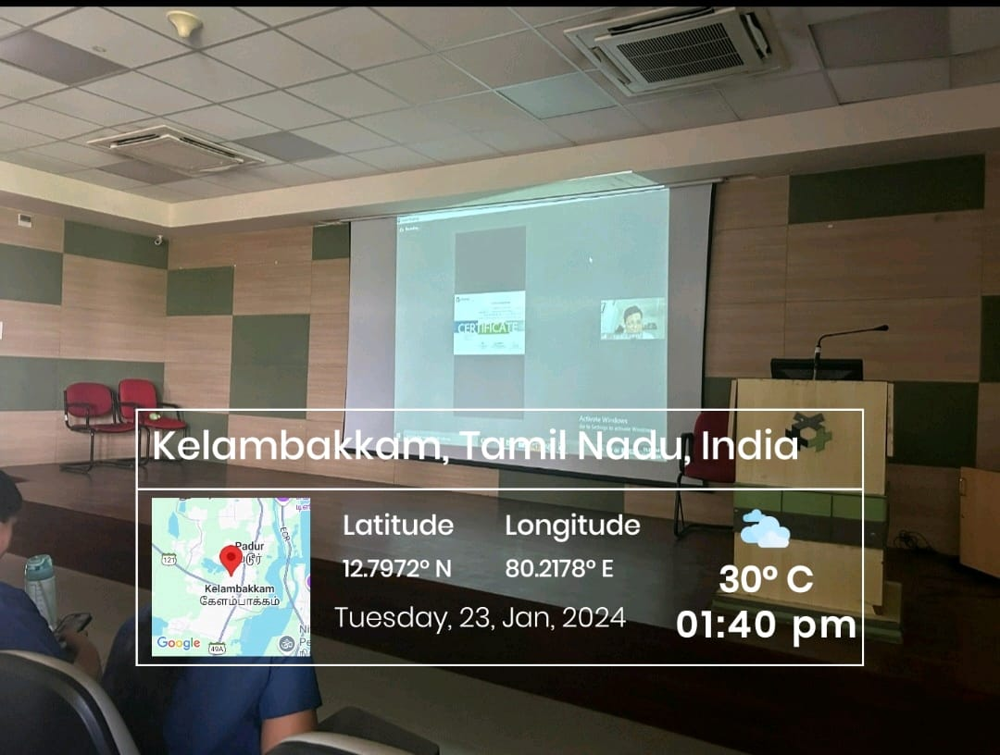 CERTIFICATE
Activate Windows
Go to Settings to activate Windows.
Kelambakkam, Tamil Nadu, India
Latitude
Longitude
12.7972° N
80.2178° E
Tuesday, 23, Jan, 2024
30° C
01:40 pm
121
ECR
Padur
Kelambakkam
கேளம்பாக்கம்
Google
49A